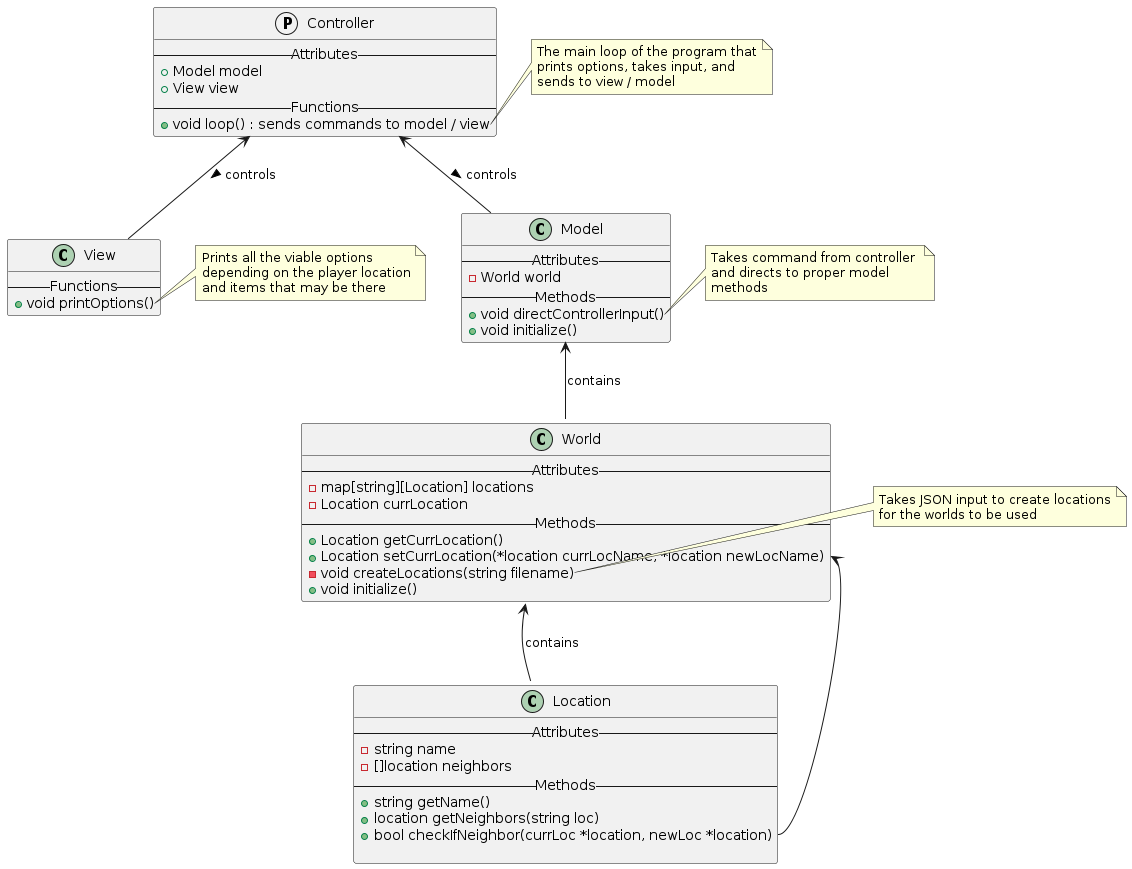 P Controller
Attributes
Model model
View view
Functions
void loop() : sends commands to model / view
The main loop of the program that
prints options, takes input, and
sends to view / model
controls
controls
C View
Functions
void printOptions()
Prints all the viable options
depending on the player location
and items that may be there
C Model
Attributes
World world
Methods
void directControllerInput()
void initialize()
Takes command from controller
and directs to proper model
methods
contains
C World
Attributes
map[string][Location] locations
Location currLocation
Methods
Location getCurrLocation()
Location setCurrLocation(*location currLocName, *location newLocName)
void createLocations(string filename)
void initialize()
Takes JSON input to create locations
for the worlds to be used
contains
C Location
Attributes
string name
[]location neighbors
Methods
string getName()
location getNeighbors(string loc)
bool checkIfNeighbor(currLoc *location, newLoc *location)